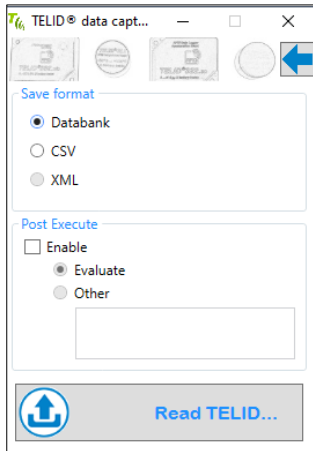 TELID® data capt...
Save format
Databank
CSV
XML
Post Execute
Enable
Evaluate
Other
Read TELID...